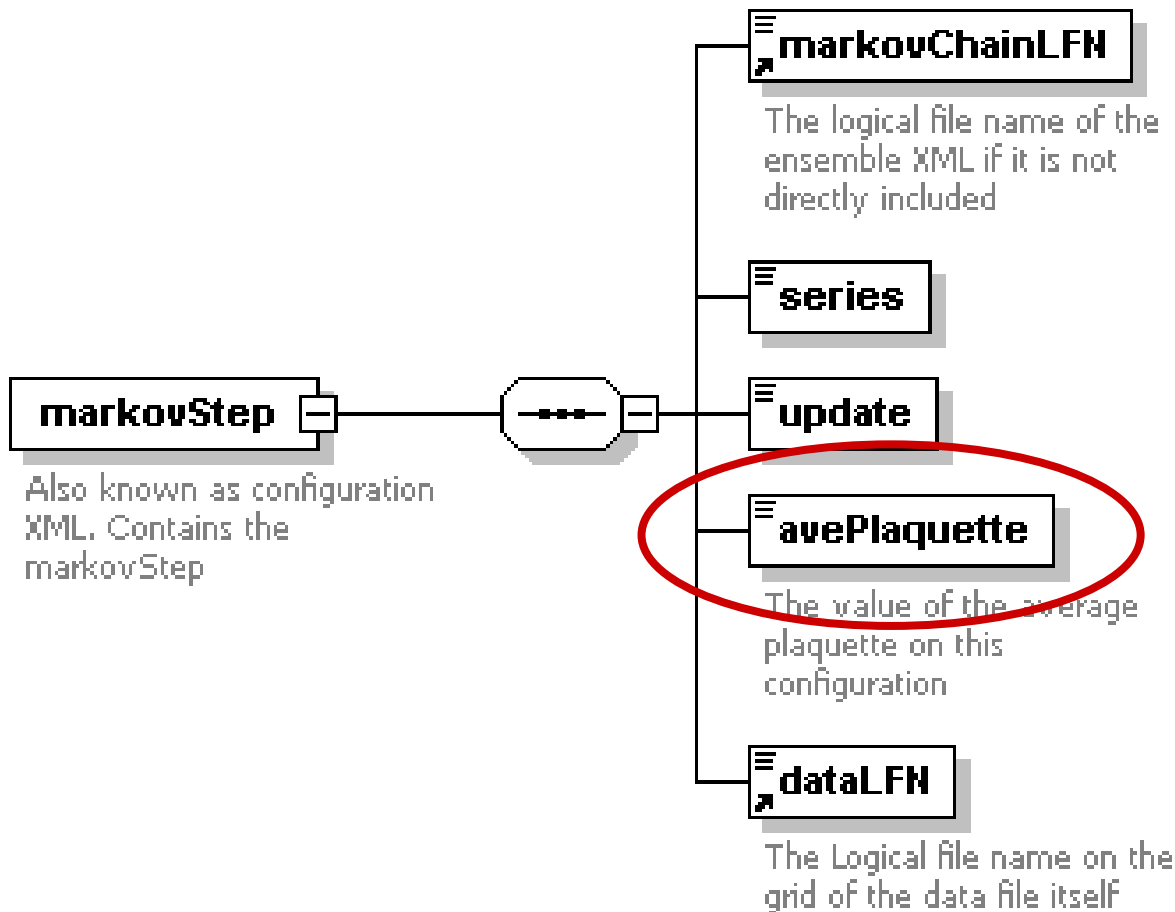 markovChainLFN
The logical file name of the
ensemble XML if it is not
directly included
series
markovStep
Also known as configuration
XML. Contains the
markovStep
update
avePlaquette
The value of the average
plaquette on this
configuration
dataLFN
The Logical file name on the
grid of the data file itself